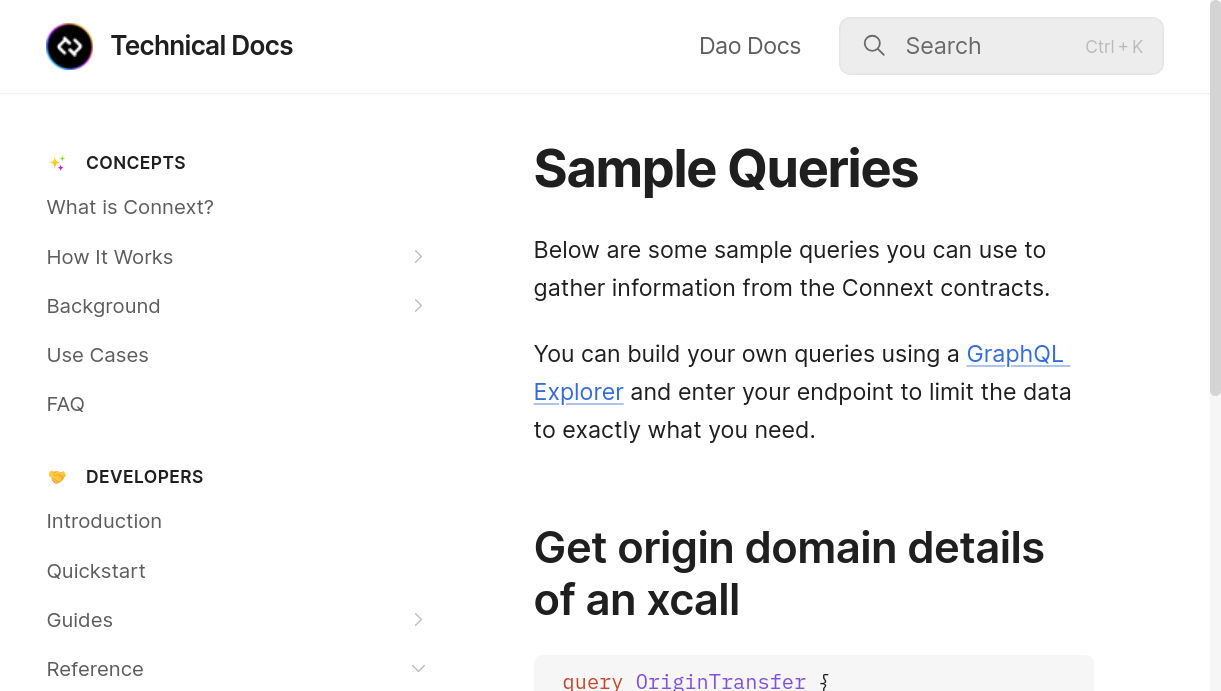 Technical Docs
Dao Docs
Search
Ctrl + K
CONCEPTS
What is Connext?
How It Works
Background
Use Cases
FAQ
DEVELOPERS
Introduction
Quickstart
Guides
Reference
Sample Queries
Below are some sample queries you can use to
gather information from the Connext contracts.
You can build your own queries using a GraphQL
Explorer and enter your endpoint to limit the data
to exactly what you need.
Get origin domain details
of an xcall
query OriginTransfer {